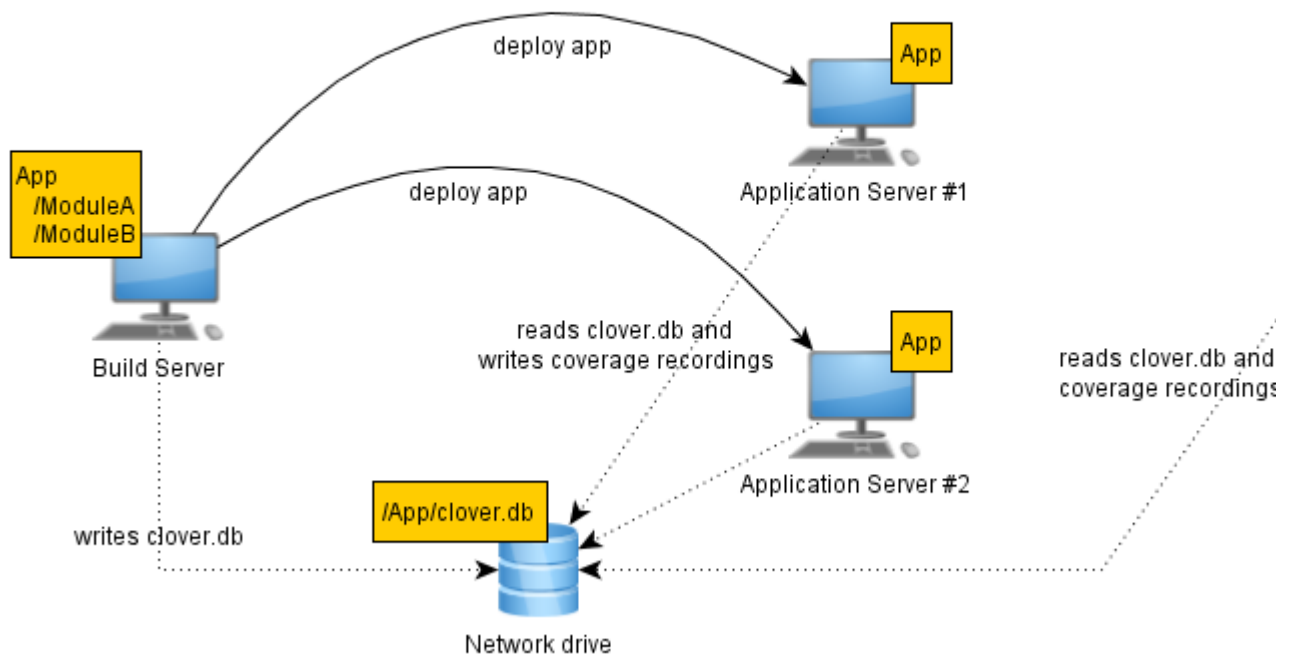 deploy app
App
Application Server #1
App
/ModuleA
/ModuleB
Build Server
deploy app
reads clover.db and
writes coverage recordings
App
Application Server #2
reads clover.db and
coverage recordings
/App/clover.db
writes clover.db
Network drive